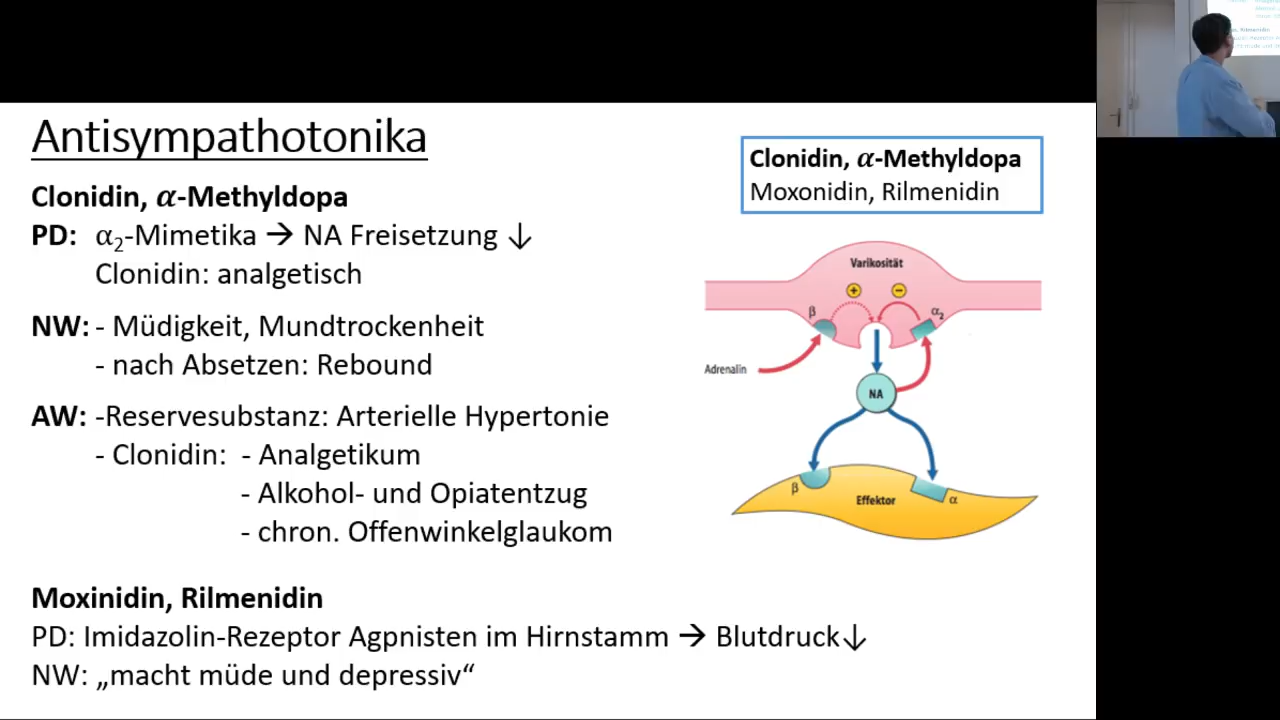 Antisympathotonika
Clonidin, α-Methyldopa
PD: α₂-Mimetika → NA Freisetzung ↓
Clonidin: analgetisch
NW: - Müdigkeit, Mundtrockenheit
- nach Absetzen: Rebound
AW: -Reservesubstanz: Arterielle Hypertonie
- Clonidin: - Analgetikum
- Alkohol- und Opiatentzug
- chron. Offenwinkelglaukom
Moxinidin, Rilmenidin
PD: Imidazolin-Rezeptor Agpnisten im Hirnstamm → Blutdruck↓
NW: „macht müde und depressiv“
Clonidin, α-Methyldopa
Moxonidin, Rilmenidin
Varikosität
+ −
β α₂
Adrenalin
NA
β Effektor α